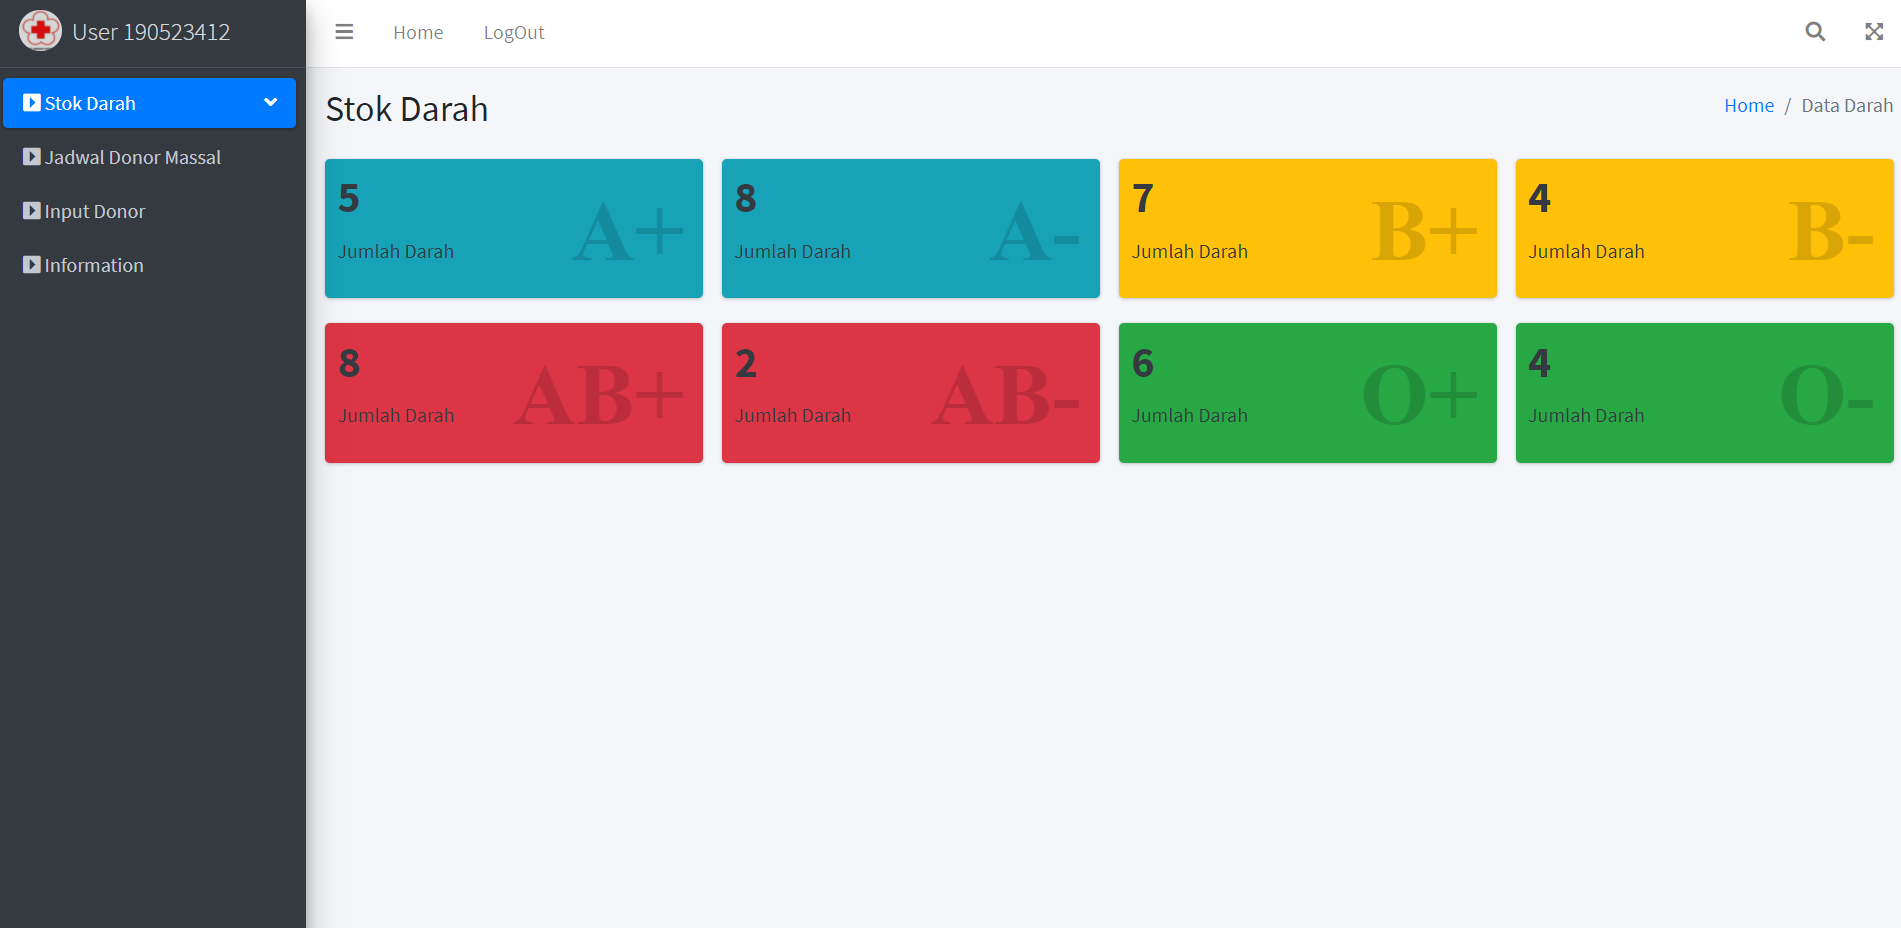 User 190523412
Home LogOut
Stok Darah
Jadwal Donor Massal
Input Donor
Information
Stok Darah
Home / Data Darah
5
Jumlah Darah
A+
8
Jumlah Darah
A-
7
Jumlah Darah
B+
4
Jumlah Darah
B-
8
Jumlah Darah
AB+
2
Jumlah Darah
AB-
6
Jumlah Darah
O+
4
Jumlah Darah
O-